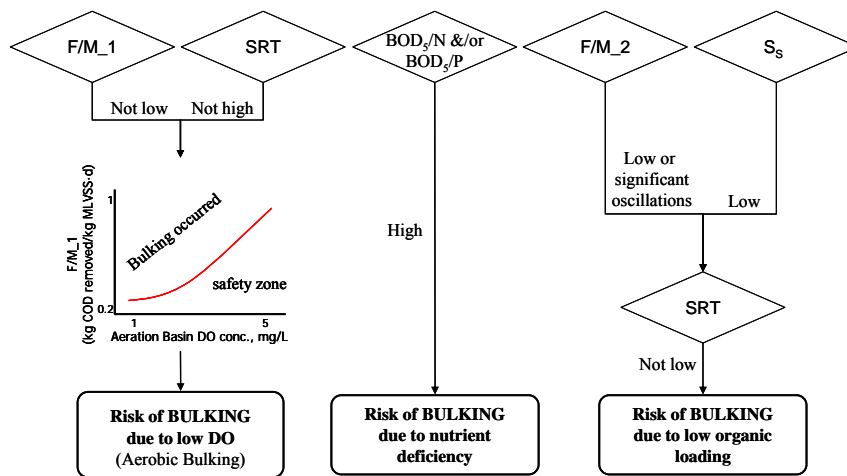 F/M_1
SRT
BOD₅/N &/or
BOD₅/P
F/M_2
Sₛ
Not low
Not high
Low or
significant
oscillations
Low
High
F/M_1
(kg COD removed/kg MLVSS·d)
1
0.2
Bulking occurred
safety zone
1
5
Aeration Basin DO conc., mg/L
SRT
Not low
Risk of BULKING
due to low DO
(Aerobic Bulking)
Risk of BULKING
due to nutrient
deficiency
Risk of BULKING
due to low organic
loading